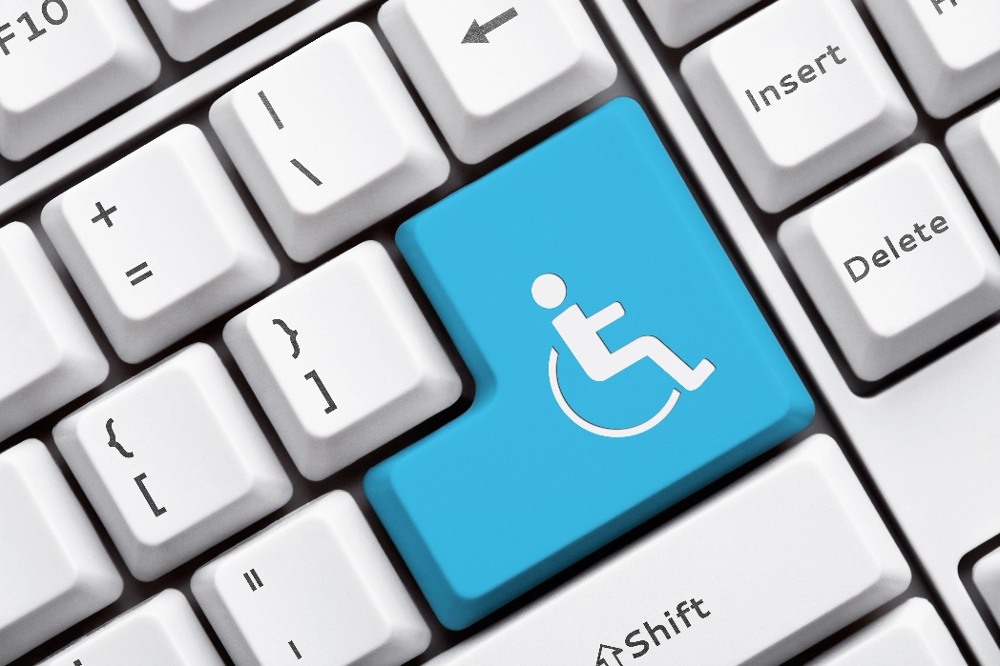 F10
Insert
|
\
+
=
Delete
}
]
{
[
"
'
Shift